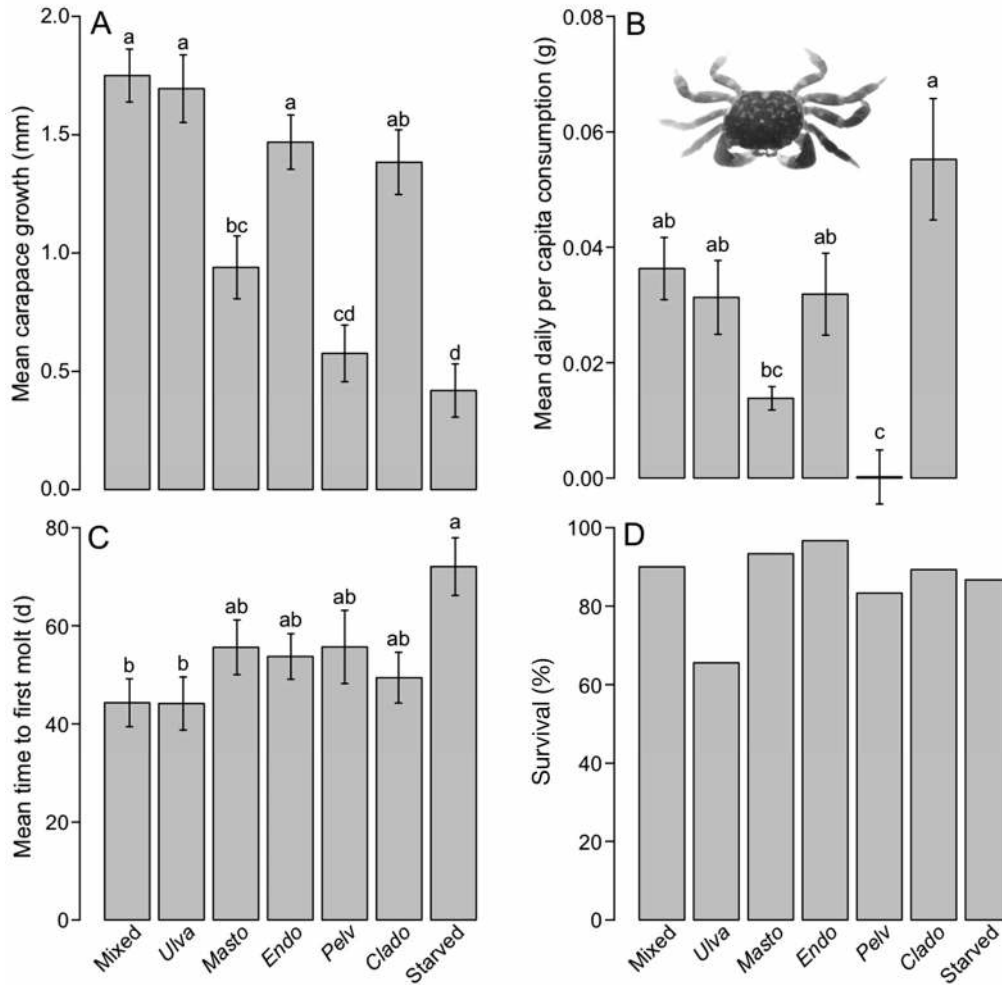 A
Mean carapace growth (mm)
2.0
1.5
1.0
0.5
0.0
a
a
bc
a
cd
ab
d
B
Mean daily per capita consumption (g)
0.08
0.06
0.04
0.02
0.00
ab
ab
bc
ab
c
a
C
Mean time to first molt (d)
80
60
40
20
0
b
b
ab
ab
ab
ab
a
Mixed
Ulva
Masto
Endo
Pelv
Clado
Starved
D
Survival (%)
100
80
60
40
20
0
Mixed
Ulva
Masto
Endo
Pelv
Clado
Starved